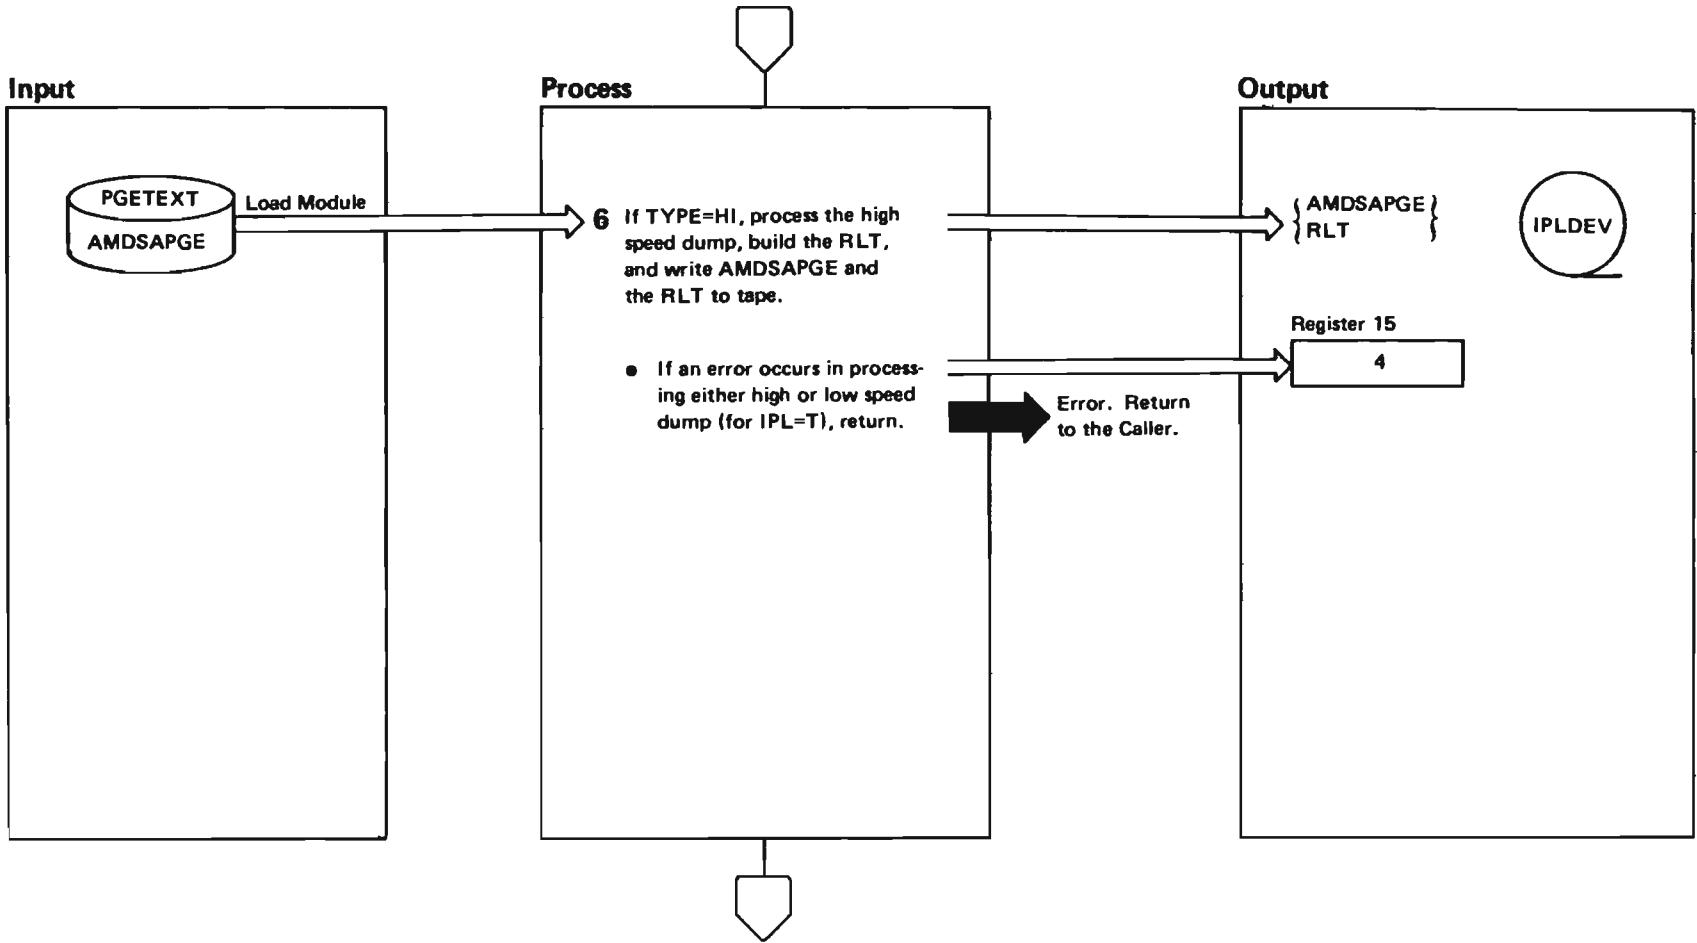 Input
Process
Output
PGETEXT
AMDSAPGE
Load Module
6 If TYPE=HI, process the high
speed dump, build the RLT,
and write AMDSAPGE and
the RLT to tape.
● If an error occurs in process-
ing either high or low speed
dump (for IPL=T), return.
Error. Return
to the Caller.
{ AMDSAPGE }
RLT
IPLDEV
Register 15
4